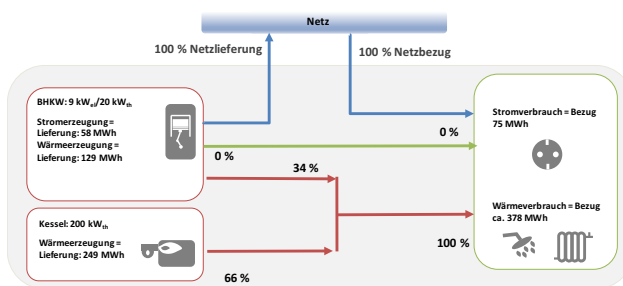 Netz
100 % Netzlieferung
100 % Netzbezug
BHKW: 9 kWel/20 kWth
Stromerzeugung =
Lieferung: 58 MWh
Wärmeerzeugung =
Lieferung: 129 MWh
Stromverbrauch = Bezug
75 MWh
0 %
0 %
34 %
Kessel: 200 kWth
Wärmeerzeugung =
Lieferung: 249 MWh
Wärmeverbrauch = Bezug
ca. 378 MWh
100 %
66 %